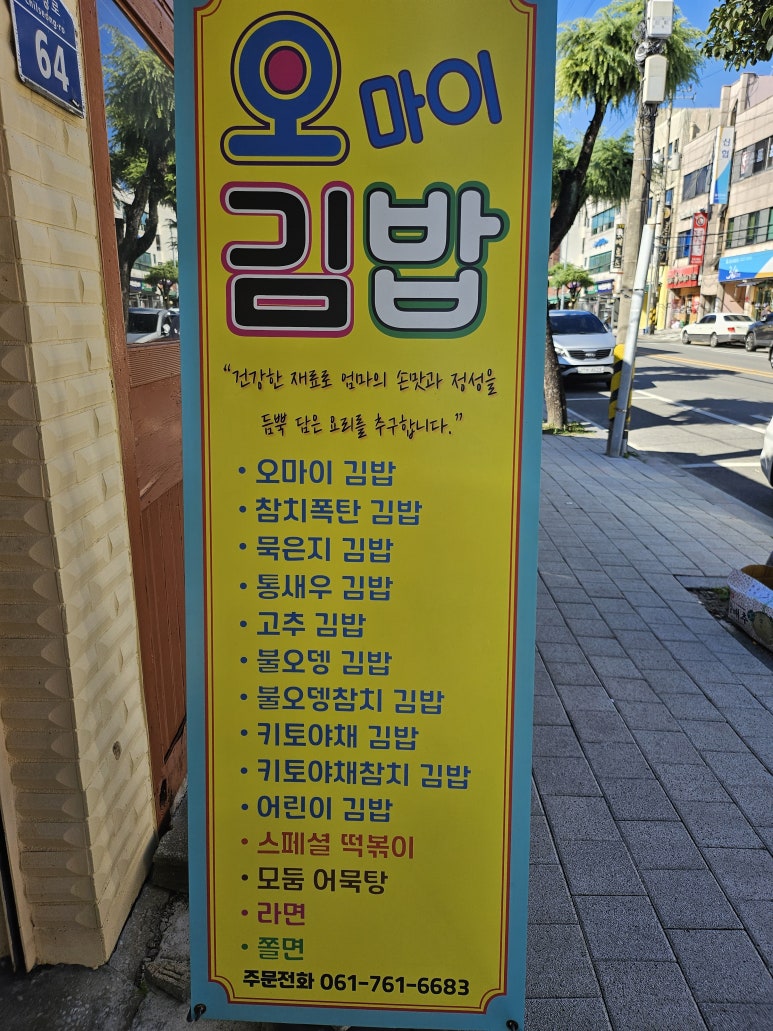 64
오마이
김밥
“건강한 재료로 엄마의 손맛과 정성을
듬뿍 담은 요리를 추구합니다.”
• 오마이 김밥
• 참치폭탄 김밥
• 묵은지 김밥
• 통새우 김밥
• 고추 김밥
• 불오뎅 김밥
• 불오뎅참치 김밥
• 키토야채 김밥
• 키토야채참치 김밥
• 어린이 김밥
• 스페셜 떡볶이
• 모둠 어묵탕
• 라면
• 쫄면
주문전화 061-761-6683
신협